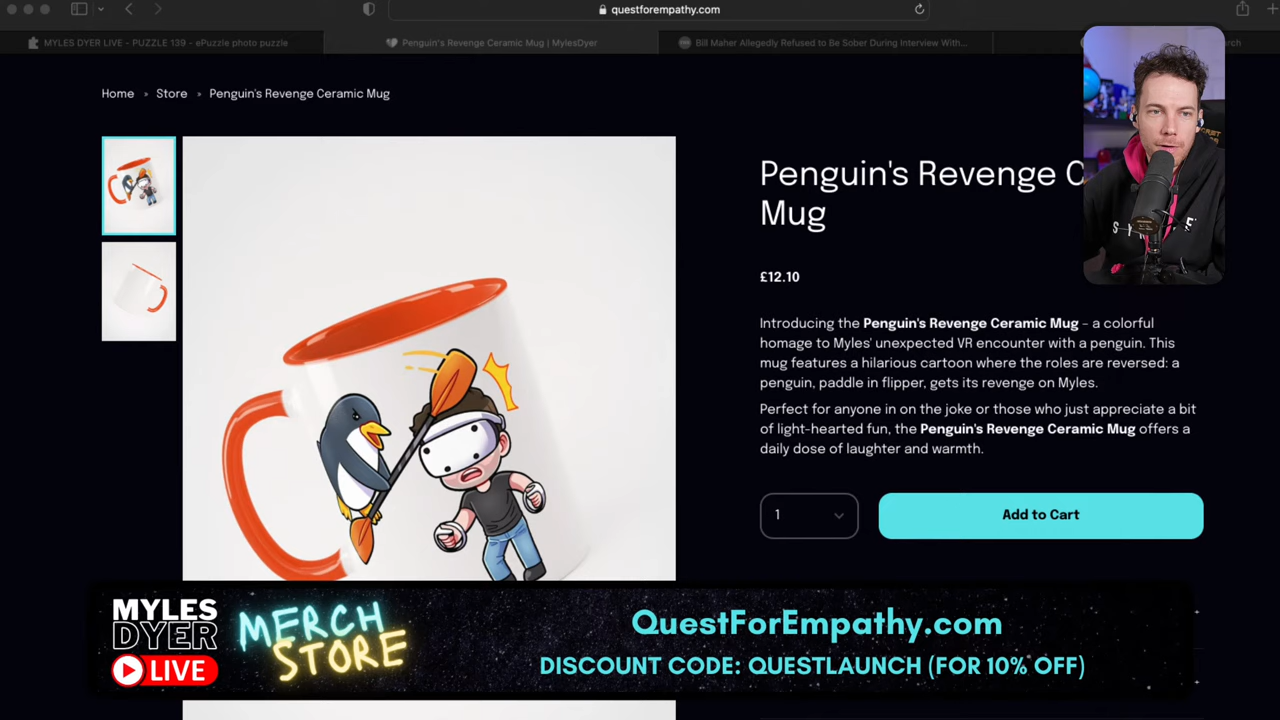 questforempathy.com
MYLES DYER LIVE - PUZZLE 139 - ePuzzle photo puzzle
Penguin's Revenge Ceramic Mug | MylesDyer
Bill Maher Allegedly Refused to Be Sober During Interview With...
Home » Store » Penguin's Revenge Ceramic Mug
Penguin's Revenge C
Mug
£12.10
Introducing the Penguin's Revenge Ceramic Mug – a colorful
homage to Myles' unexpected VR encounter with a penguin. This
mug features a hilarious cartoon where the roles are reversed: a
penguin, paddle in flipper, gets its revenge on Myles.
Perfect for anyone in on the joke or those who just appreciate a bit
of light-hearted fun, the Penguin's Revenge Ceramic Mug offers a
daily dose of laughter and warmth.
1
Add to Cart
MYLES
DYER
LIVE
MERCH
STORE
QuestForEmpathy.com
DISCOUNT CODE: QUESTLAUNCH (FOR 10% OFF)